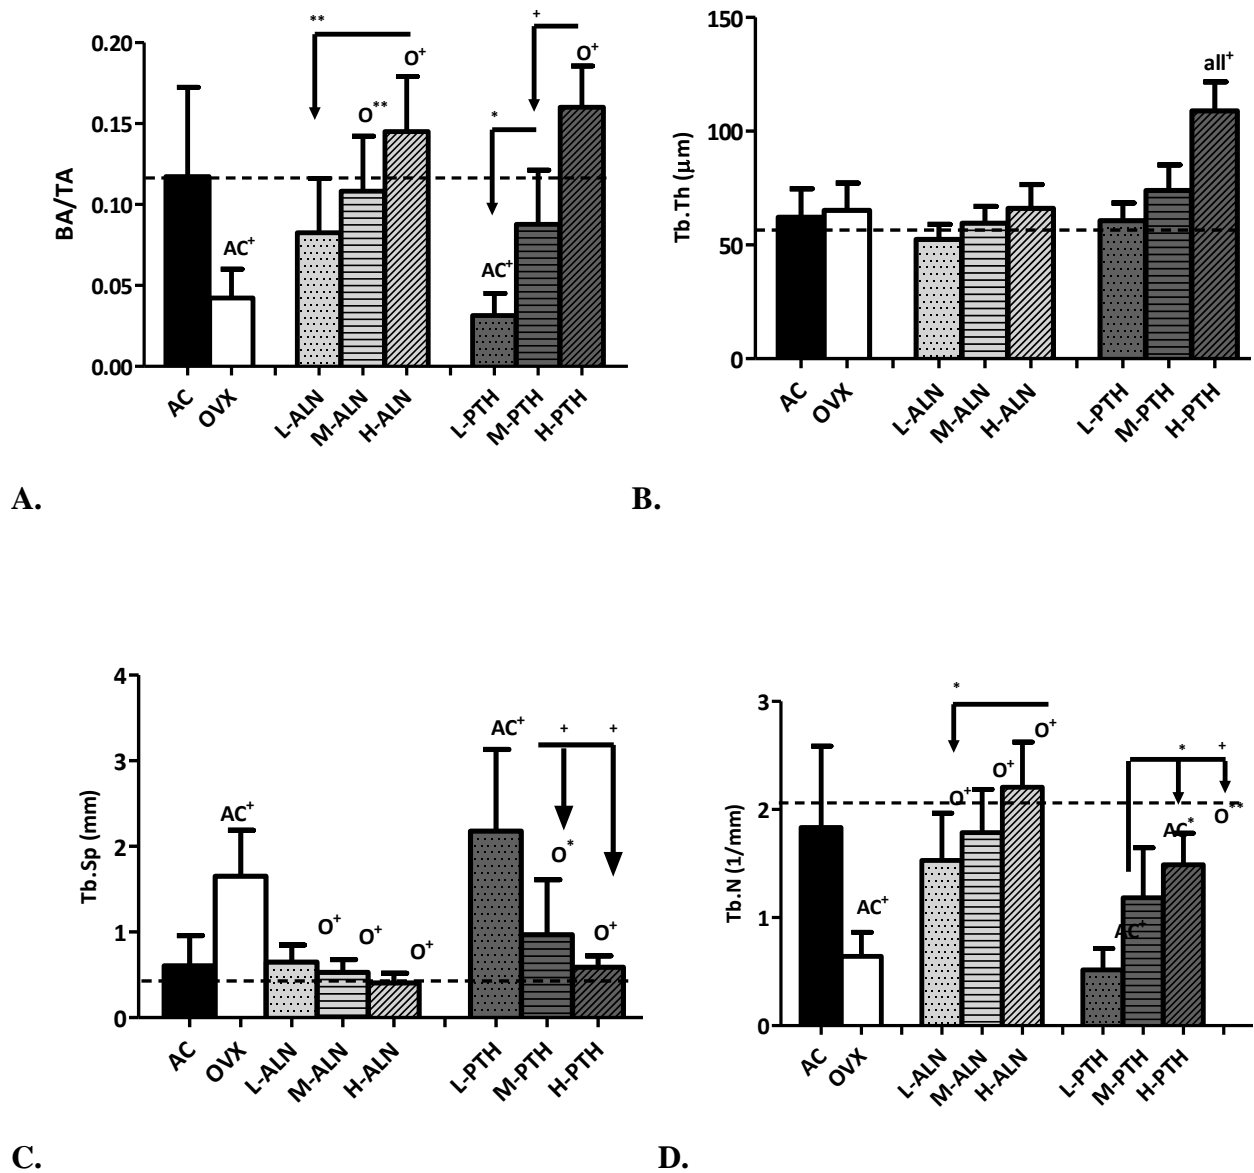 **
+
0.20
O+
O+
0.15
O**
*
BA/TA
0.10
AC+
AC+
0.05
0.00
AC
OVX
L-ALN
M-ALN
H-ALN
L-PTH
M-PTH
H-PTH
A.
150
all+
100
Tb.Th (μm)
50
0
AC
OVX
L-ALN
M-ALN
H-ALN
L-PTH
M-PTH
H-PTH
B.
4
AC+
+
+
3
AC+
Tb.Sp (mm)
2
O*
O+
O+
O+
O+
1
0
AC
OVX
L-ALN
M-ALN
H-ALN
L-PTH
M-PTH
H-PTH
C.
*
3
O+
*
+
O+
O+
2
O**
AC*
Tb.N (1/mm)
AC+
AC+
1
0
AC
OVX
L-ALN
M-ALN
H-ALN
L-PTH
M-PTH
H-PTH
D.